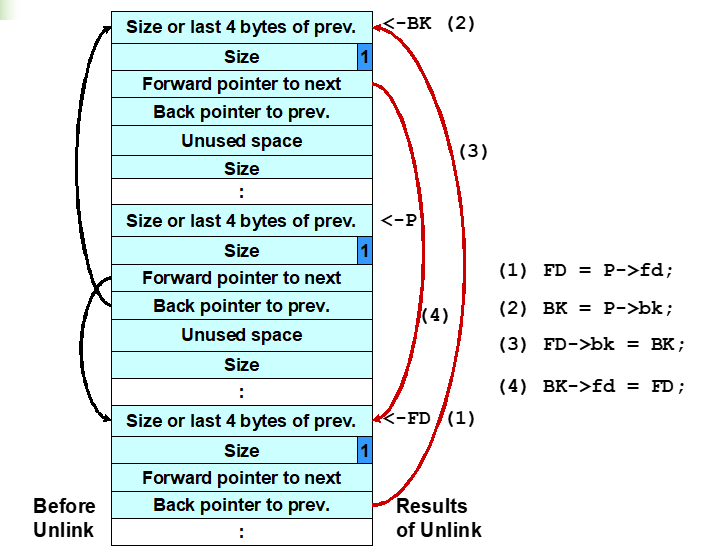 Size or last 4 bytes of prev. <-BK (2)
Size 1
Forward pointer to next
Back pointer to prev.
Unused space
(3)
Size
:
Size or last 4 bytes of prev. <-P
Size 1
(1) FD = P->fd;
Forward pointer to next
Back pointer to prev.
(4)
(2) BK = P->bk;
Unused space
(3) FD->bk = BK;
Size
(4) BK->fd = FD;
:
Size or last 4 bytes of prev. <-FD (1)
Size 1
Forward pointer to next
Back pointer to prev.
:
Before
Unlink
Results
of Unlink